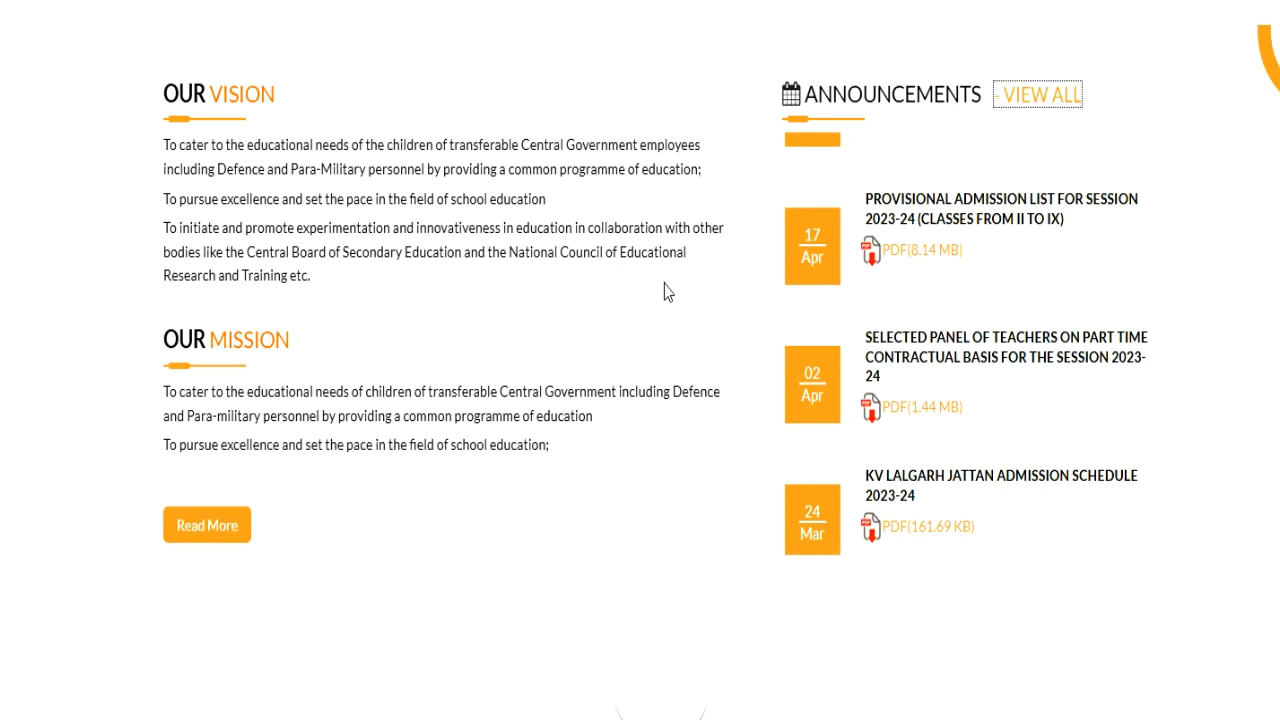 OUR VISION
To cater to the educational needs of the children of transferable Central Government employees
including Defence and Para-Military personnel by providing a common programme of education;
To pursue excellence and set the pace in the field of school education
To initiate and promote experimentation and innovativeness in education in collaboration with other
bodies like the Central Board of Secondary Education and the National Council of Educational
Research and Training etc.
OUR MISSION
To cater to the educational needs of children of transferable Central Government including Defence
and Para-military personnel by providing a common programme of education
To pursue excellence and set the pace in the field of school education;
Read More
ANNOUNCEMENTS - VIEW ALL
17
Apr
PROVISIONAL ADMISSION LIST FOR SESSION
2023-24 (CLASSES FROM II TO IX)
PDF(8.14 MB)
02
Apr
SELECTED PANEL OF TEACHERS ON PART TIME
CONTRACTUAL BASIS FOR THE SESSION 2023-
24
PDF(1.44 MB)
24
Mar
KV LALGARH JATTAN ADMISSION SCHEDULE
2023-24
PDF(161.69 KB)